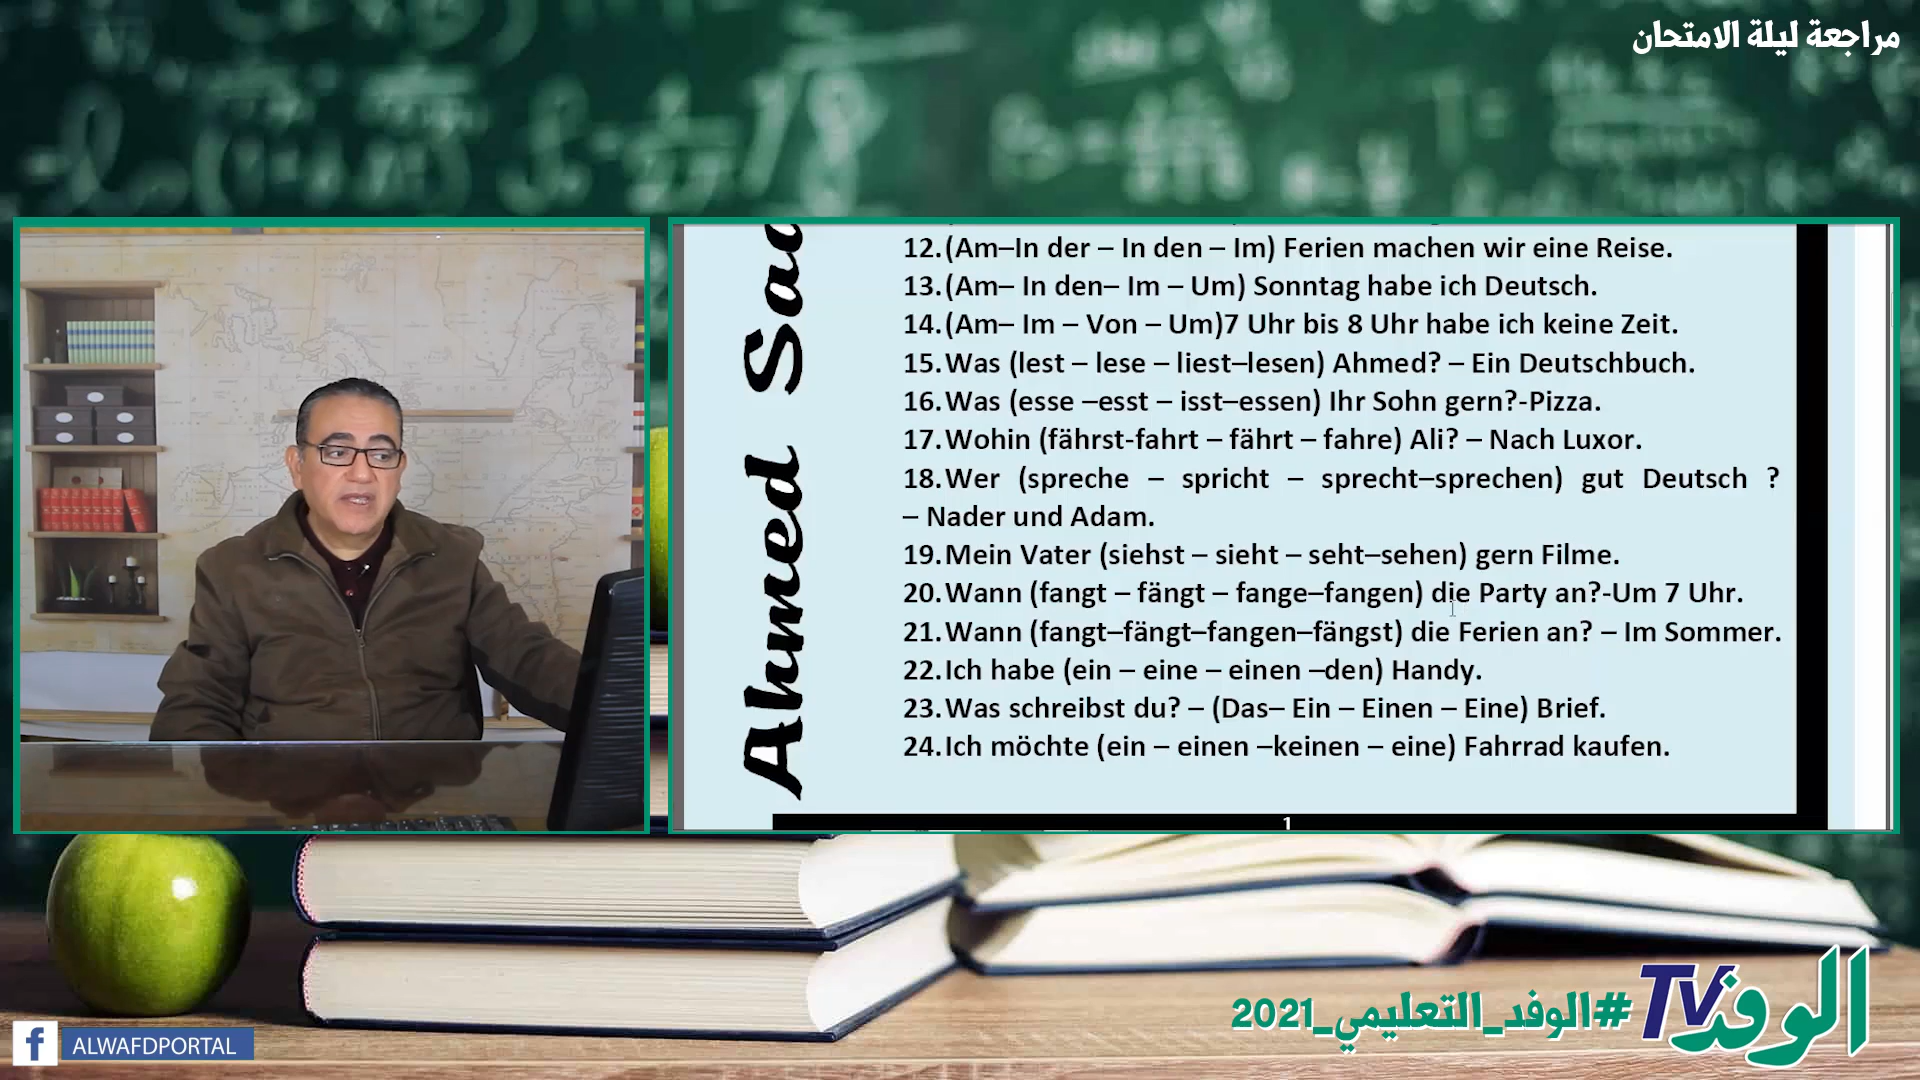 مراجعة ليلة الامتحان
12.(Am–In der – In den – Im) Ferien machen wir eine Reise.
13.(Am– In den– Im – Um) Sonntag habe ich Deutsch.
14.(Am– Im – Von – Um)7 Uhr bis 8 Uhr habe ich keine Zeit.
15.Was (lest – lese – liest–lesen) Ahmed? – Ein Deutschbuch.
16.Was (esse –esst – isst–essen) Ihr Sohn gern?-Pizza.
17.Wohin (fährst-fahrt – fährt – fahre) Ali? – Nach Luxor.
18.Wer (spreche – spricht – sprecht–sprechen) gut Deutsch ?
– Nader und Adam.
19.Mein Vater (siehst – sieht – seht–sehen) gern Filme.
20.Wann (fangt – fängt – fange–fangen) die Party an?-Um 7 Uhr.
21.Wann (fangt–fängt–fangen–fängst) die Ferien an? – Im Sommer.
22.Ich habe (ein – eine – einen –den) Handy.
23.Was schreibst du? – (Das– Ein – Einen – Eine) Brief.
24.Ich möchte (ein – einen –keinen – eine) Fahrrad kaufen.
Ahmed
1
#الوفد_التعليمي_2021
الوفد TV
f ALWAFDPORTAL